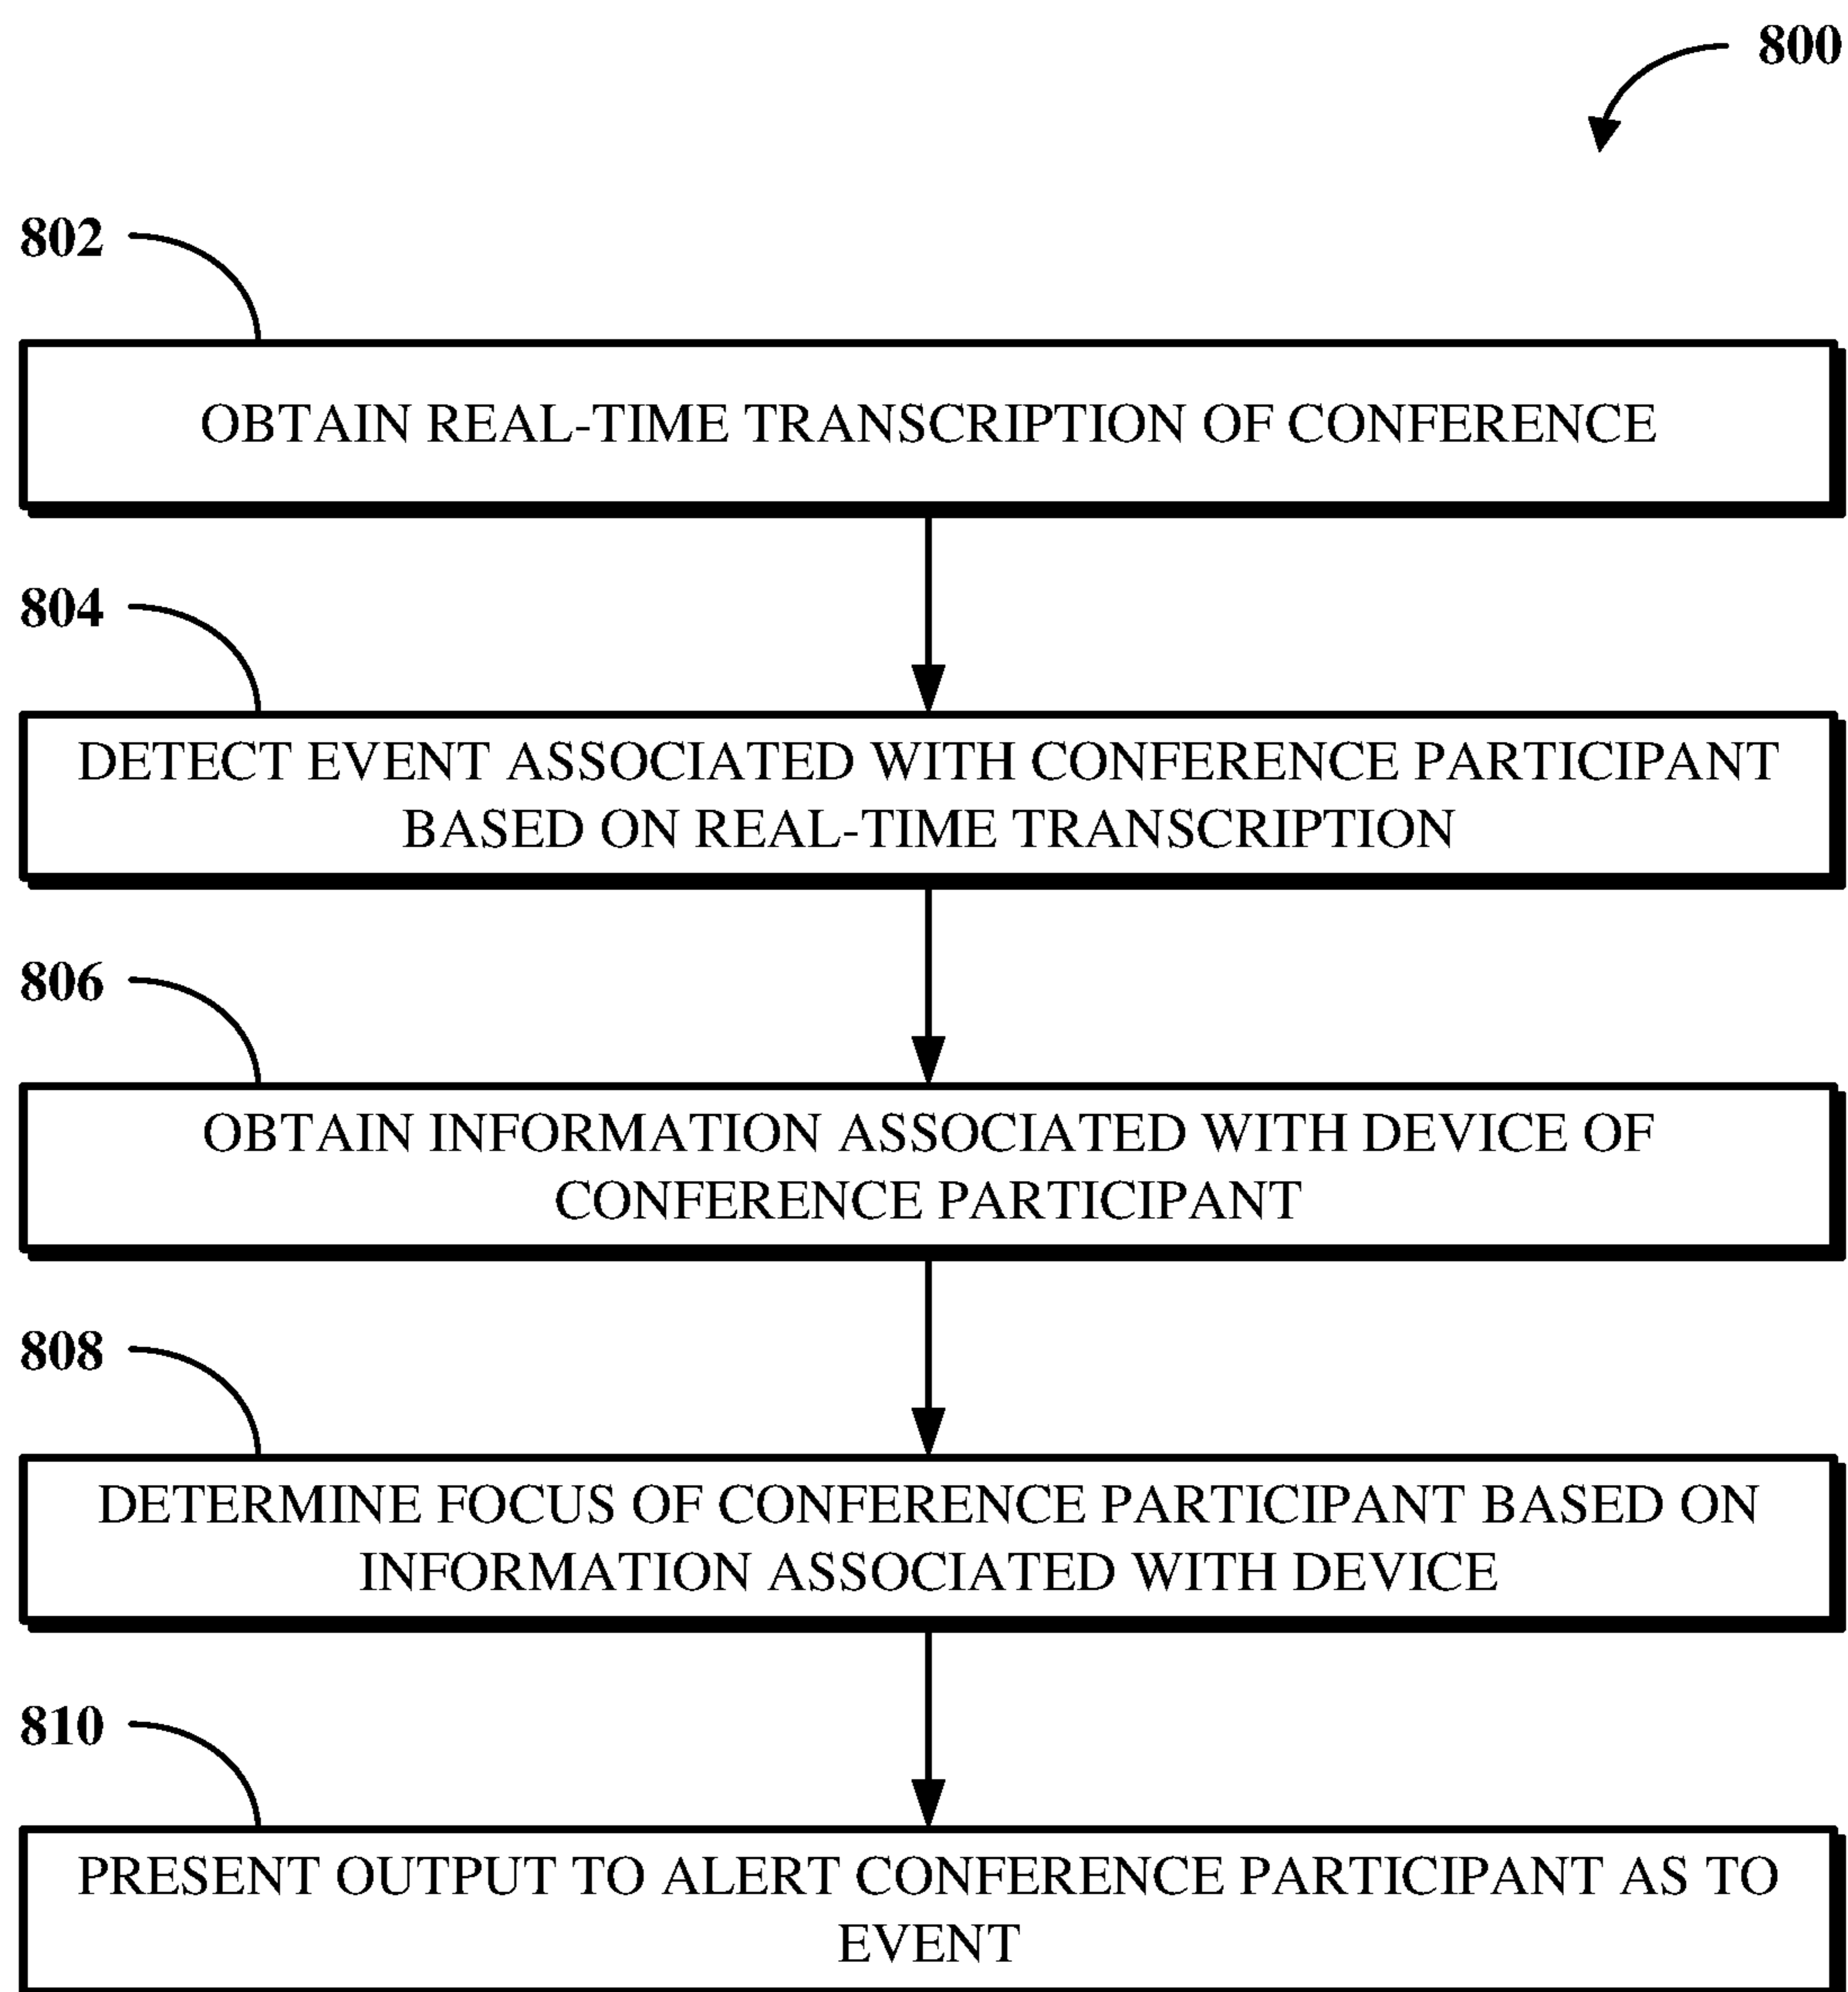 800
802
OBTAIN REAL-TIME TRANSCRIPTION OF CONFERENCE
804
DETECT EVENT ASSOCIATED WITH CONFERENCE PARTICIPANT
BASED ON REAL-TIME TRANSCRIPTION
806
OBTAIN INFORMATION ASSOCIATED WITH DEVICE OF
CONFERENCE PARTICIPANT
808
DETERMINE FOCUS OF CONFERENCE PARTICIPANT BASED ON
INFORMATION ASSOCIATED WITH DEVICE
810
PRESENT OUTPUT TO ALERT CONFERENCE PARTICIPANT AS TO
EVENT